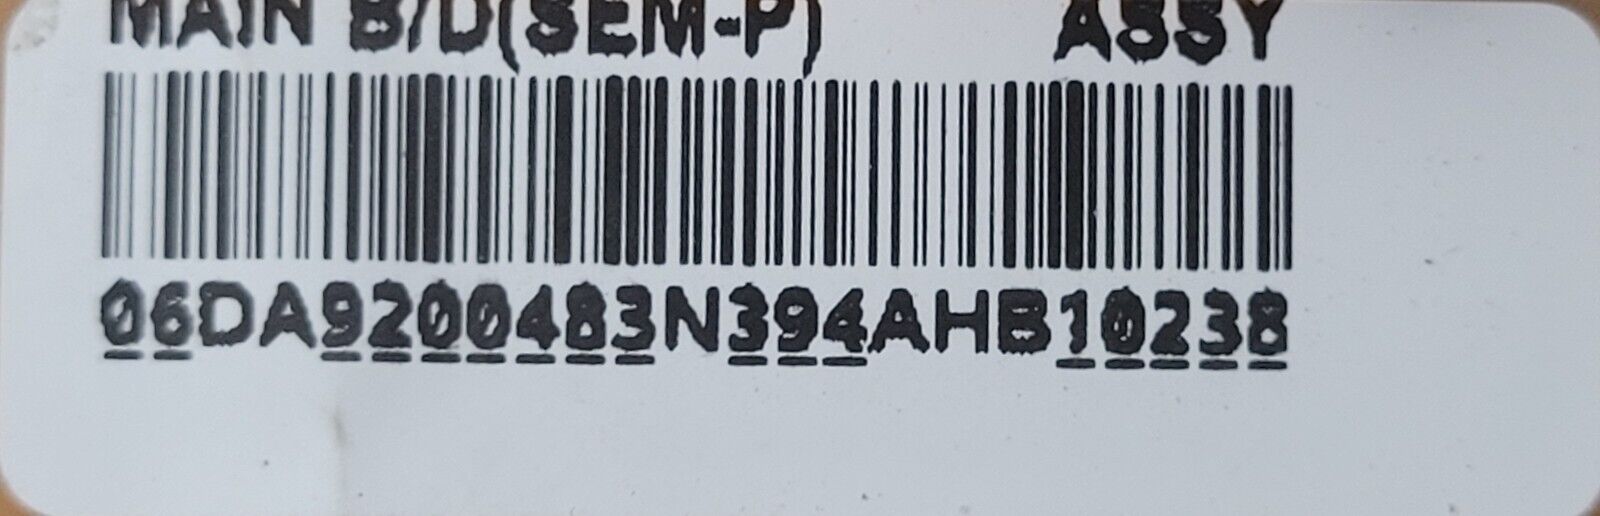 MAIN B/D(SEM-P) ASSY
06DA9200483N394AHB10238